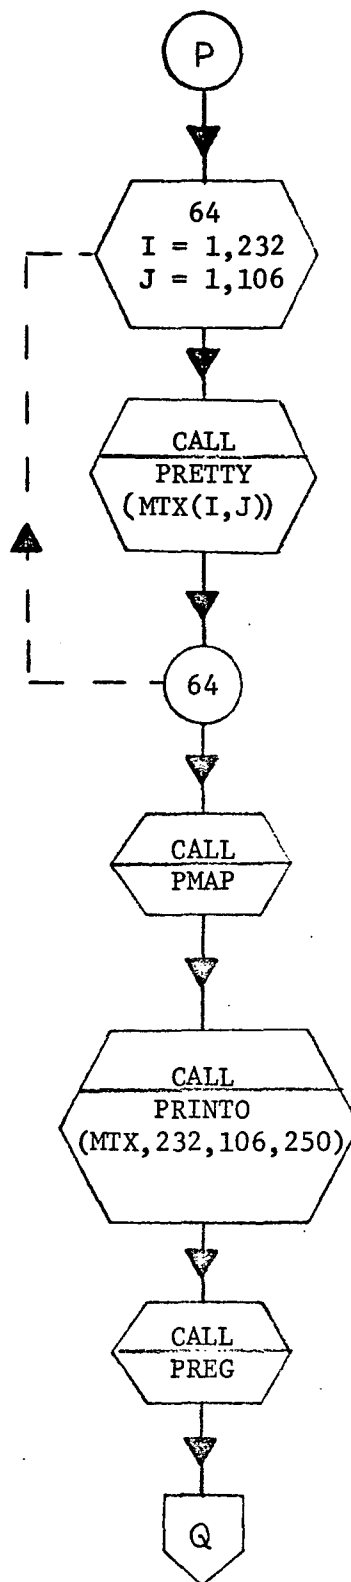 P
64
I = 1,232
J = 1,106
CALL
PRETTY
(MTX(I,J))
64
CALL
PMAP
CALL
PRINTO
(MTX,232,106,250)
CALL
PREG
Q